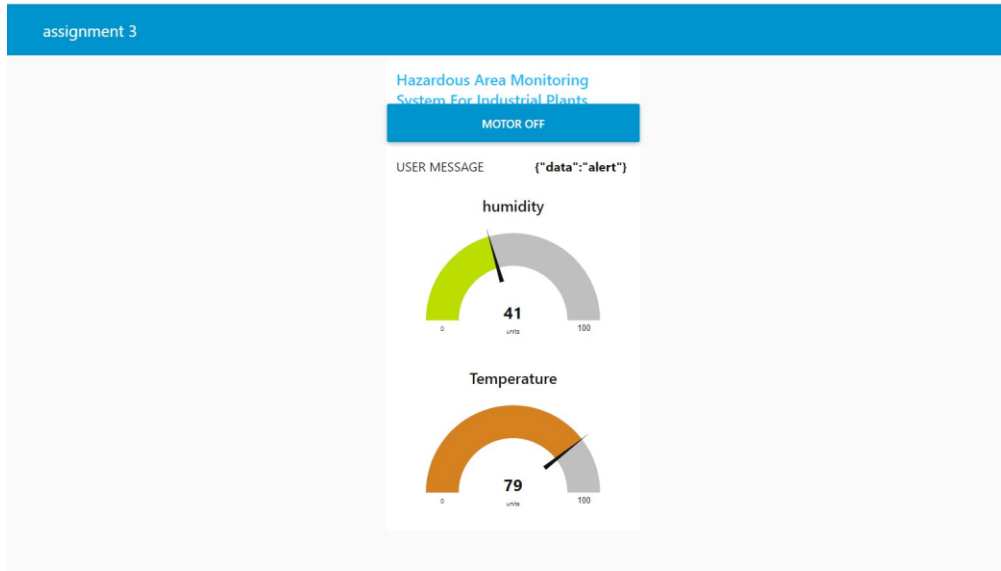 assignment 3
Hazardous Area Monitoring
System For Industrial Plants
MOTOR OFF
USER MESSAGE {"data":"alert"}
humidity
41
units
0 100
Temperature
79
units
0 100